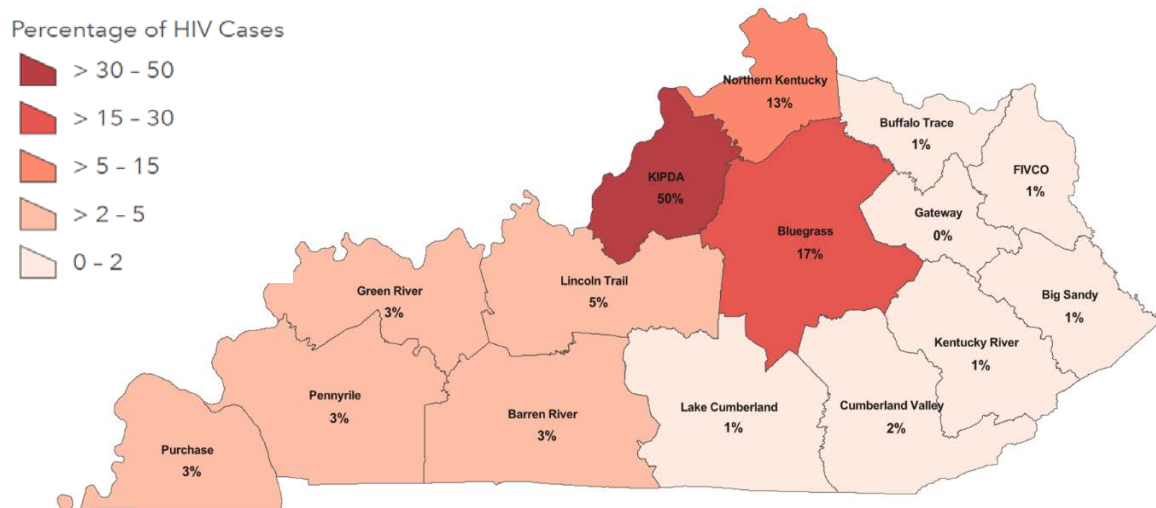 Percentage of HIV Cases
> 30 - 50
> 15 - 30
> 5 - 15
> 2 - 5
0 - 2
Northern Kentucky
13%
Buffalo Trace
1%
FIVCO
1%
KIPDA
50%
Gateway
0%
Bluegrass
17%
Lincoln Trail
5%
Green River
3%
Big Sandy
1%
Kentucky River
1%
Pennyrile
3%
Barren River
3%
Lake Cumberland
1%
Cumberland Valley
2%
Purchase
3%